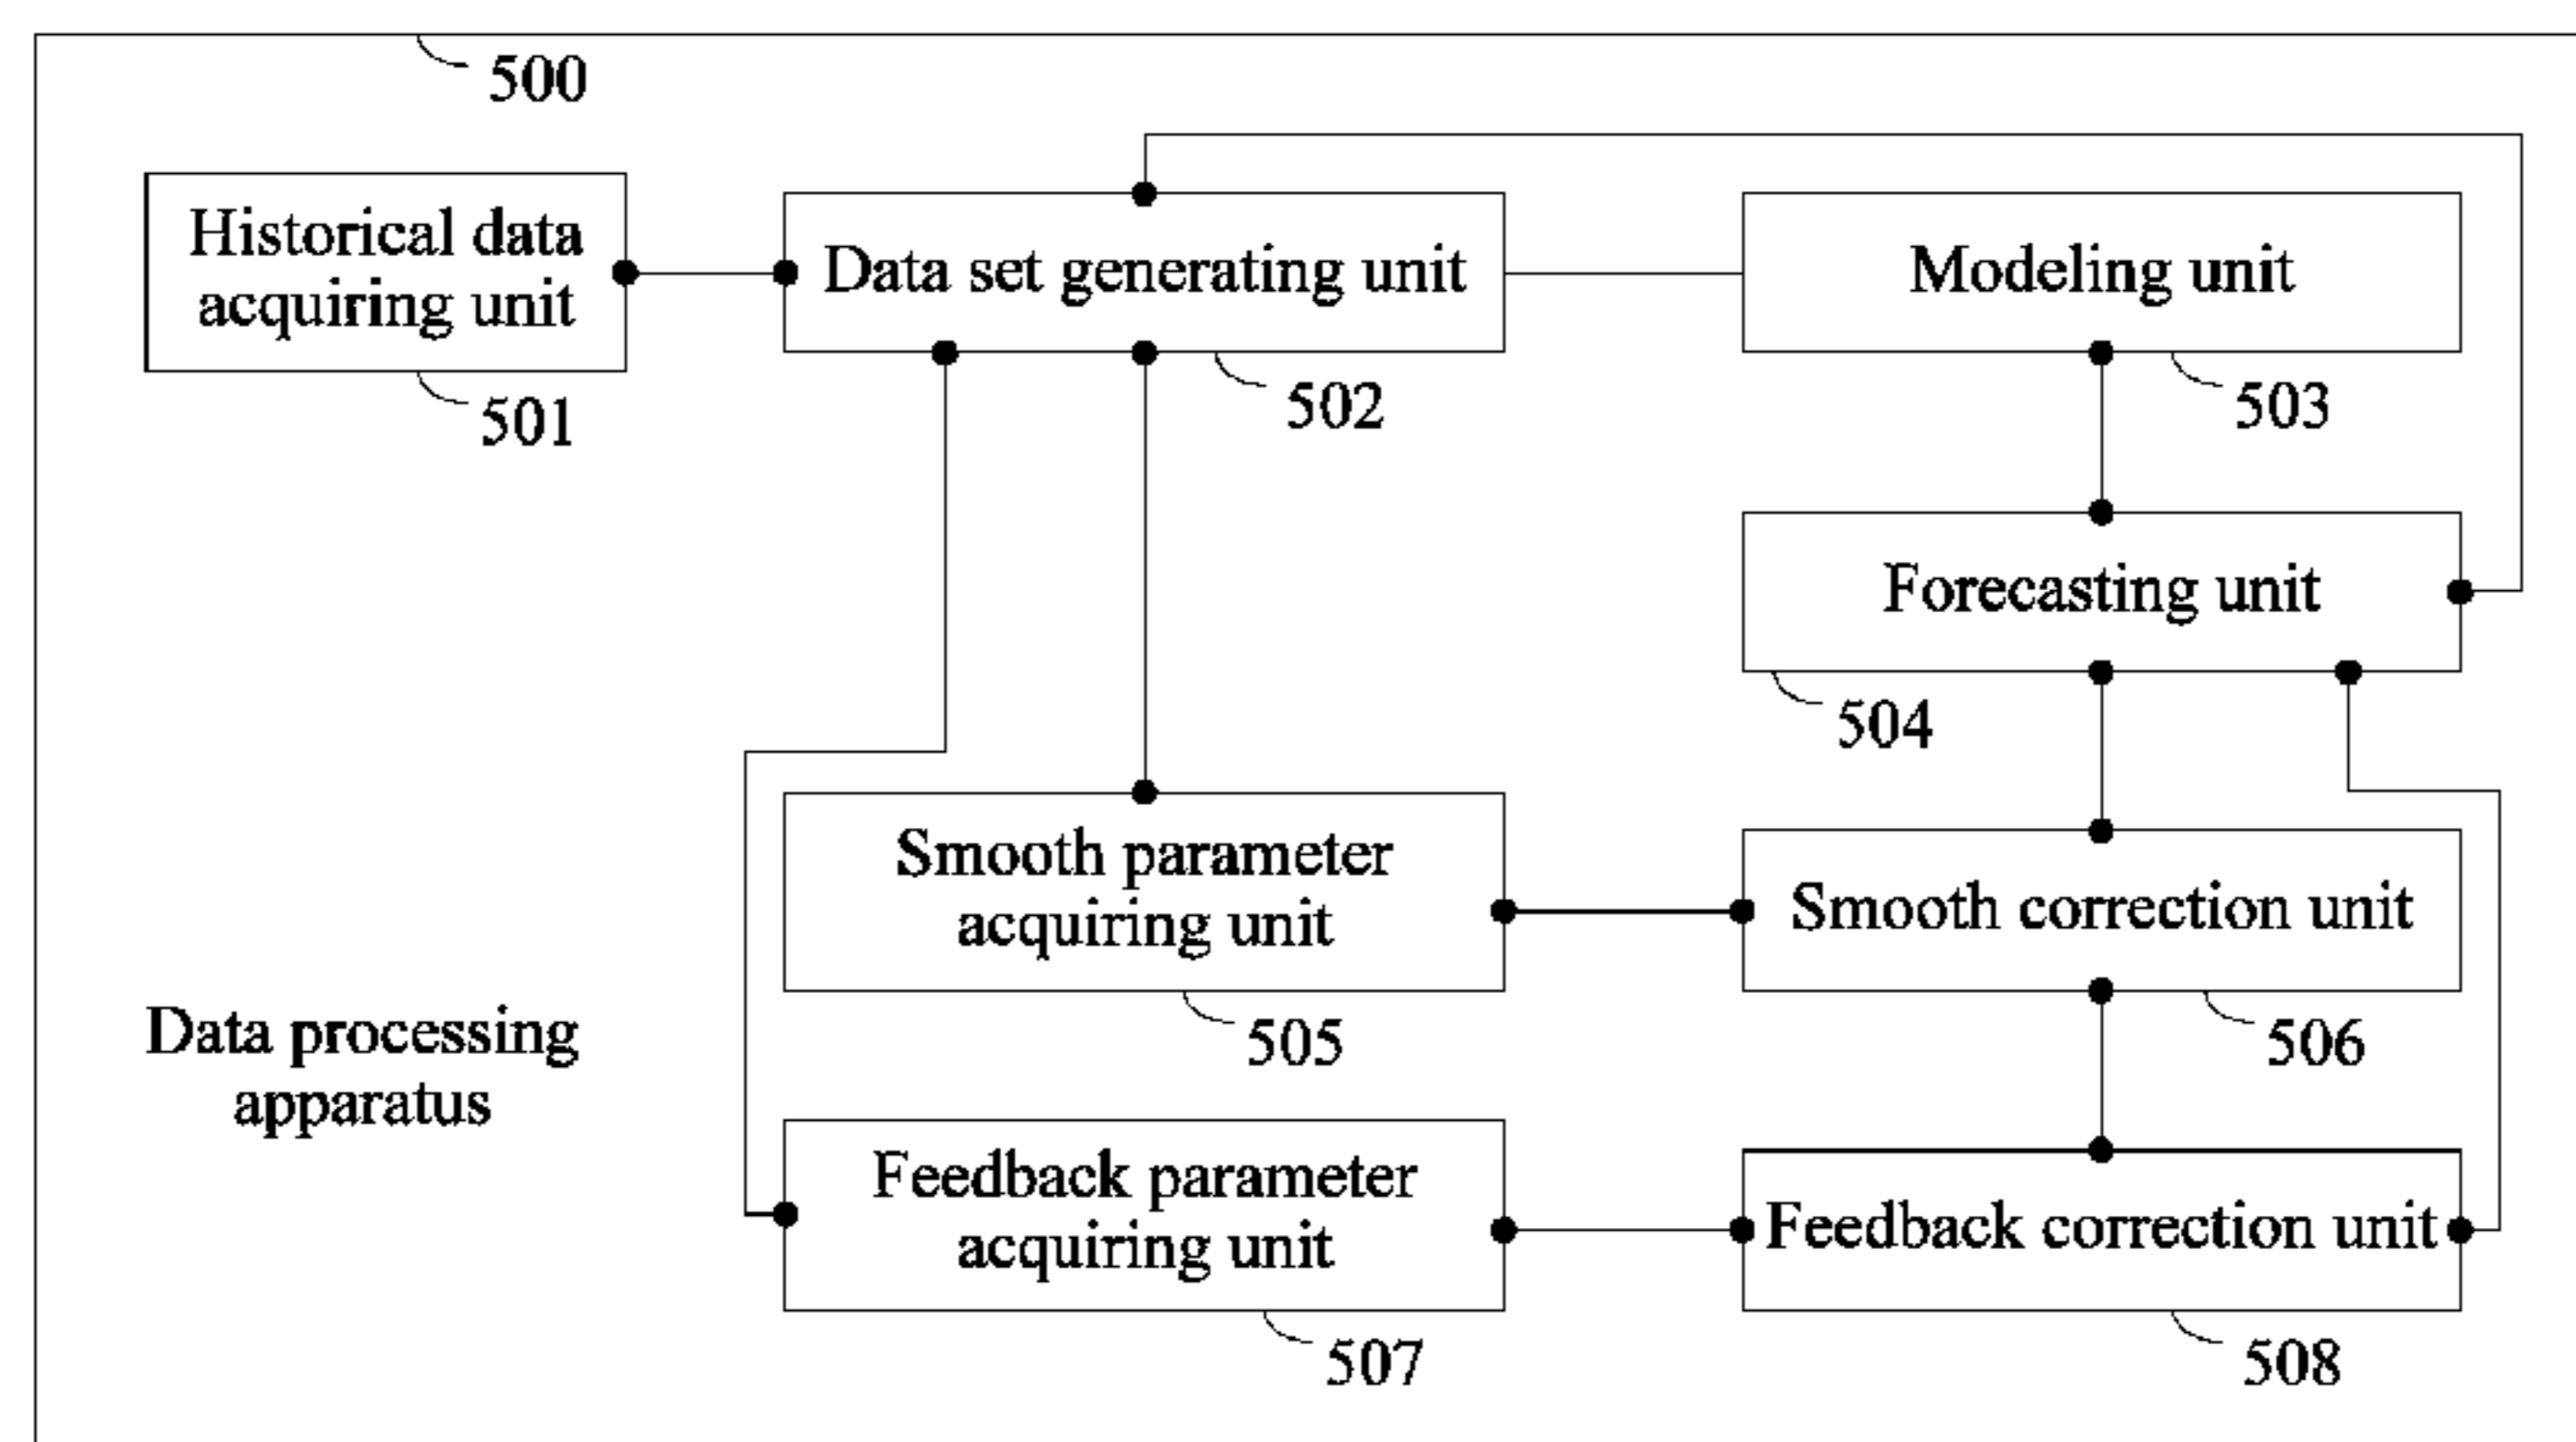 500
Historical data
acquiring unit
501
Data set generating unit
502
Modeling unit
503
Forecasting unit
504
Smooth parameter
acquiring unit
505
Smooth correction unit
506
Data processing
apparatus
Feedback parameter
acquiring unit
507
Feedback correction unit
508